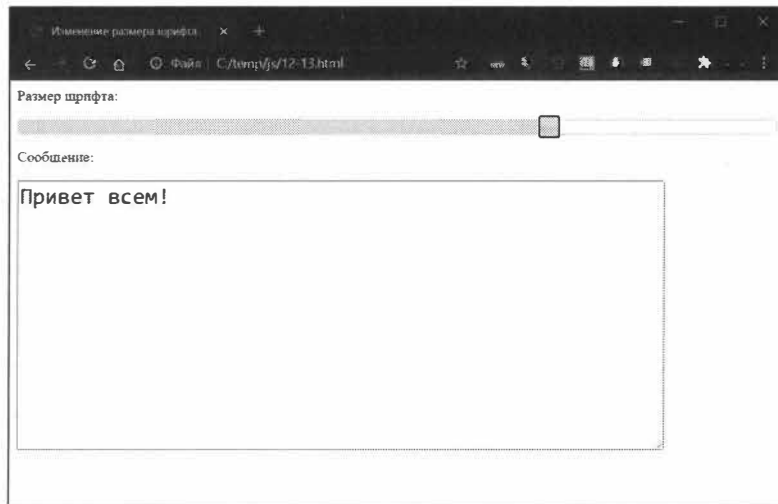 Изменение размера шрифта
Файл C:/temp/js/12-13.html
Размер шрифта:
Сообщение:
Привет всем!